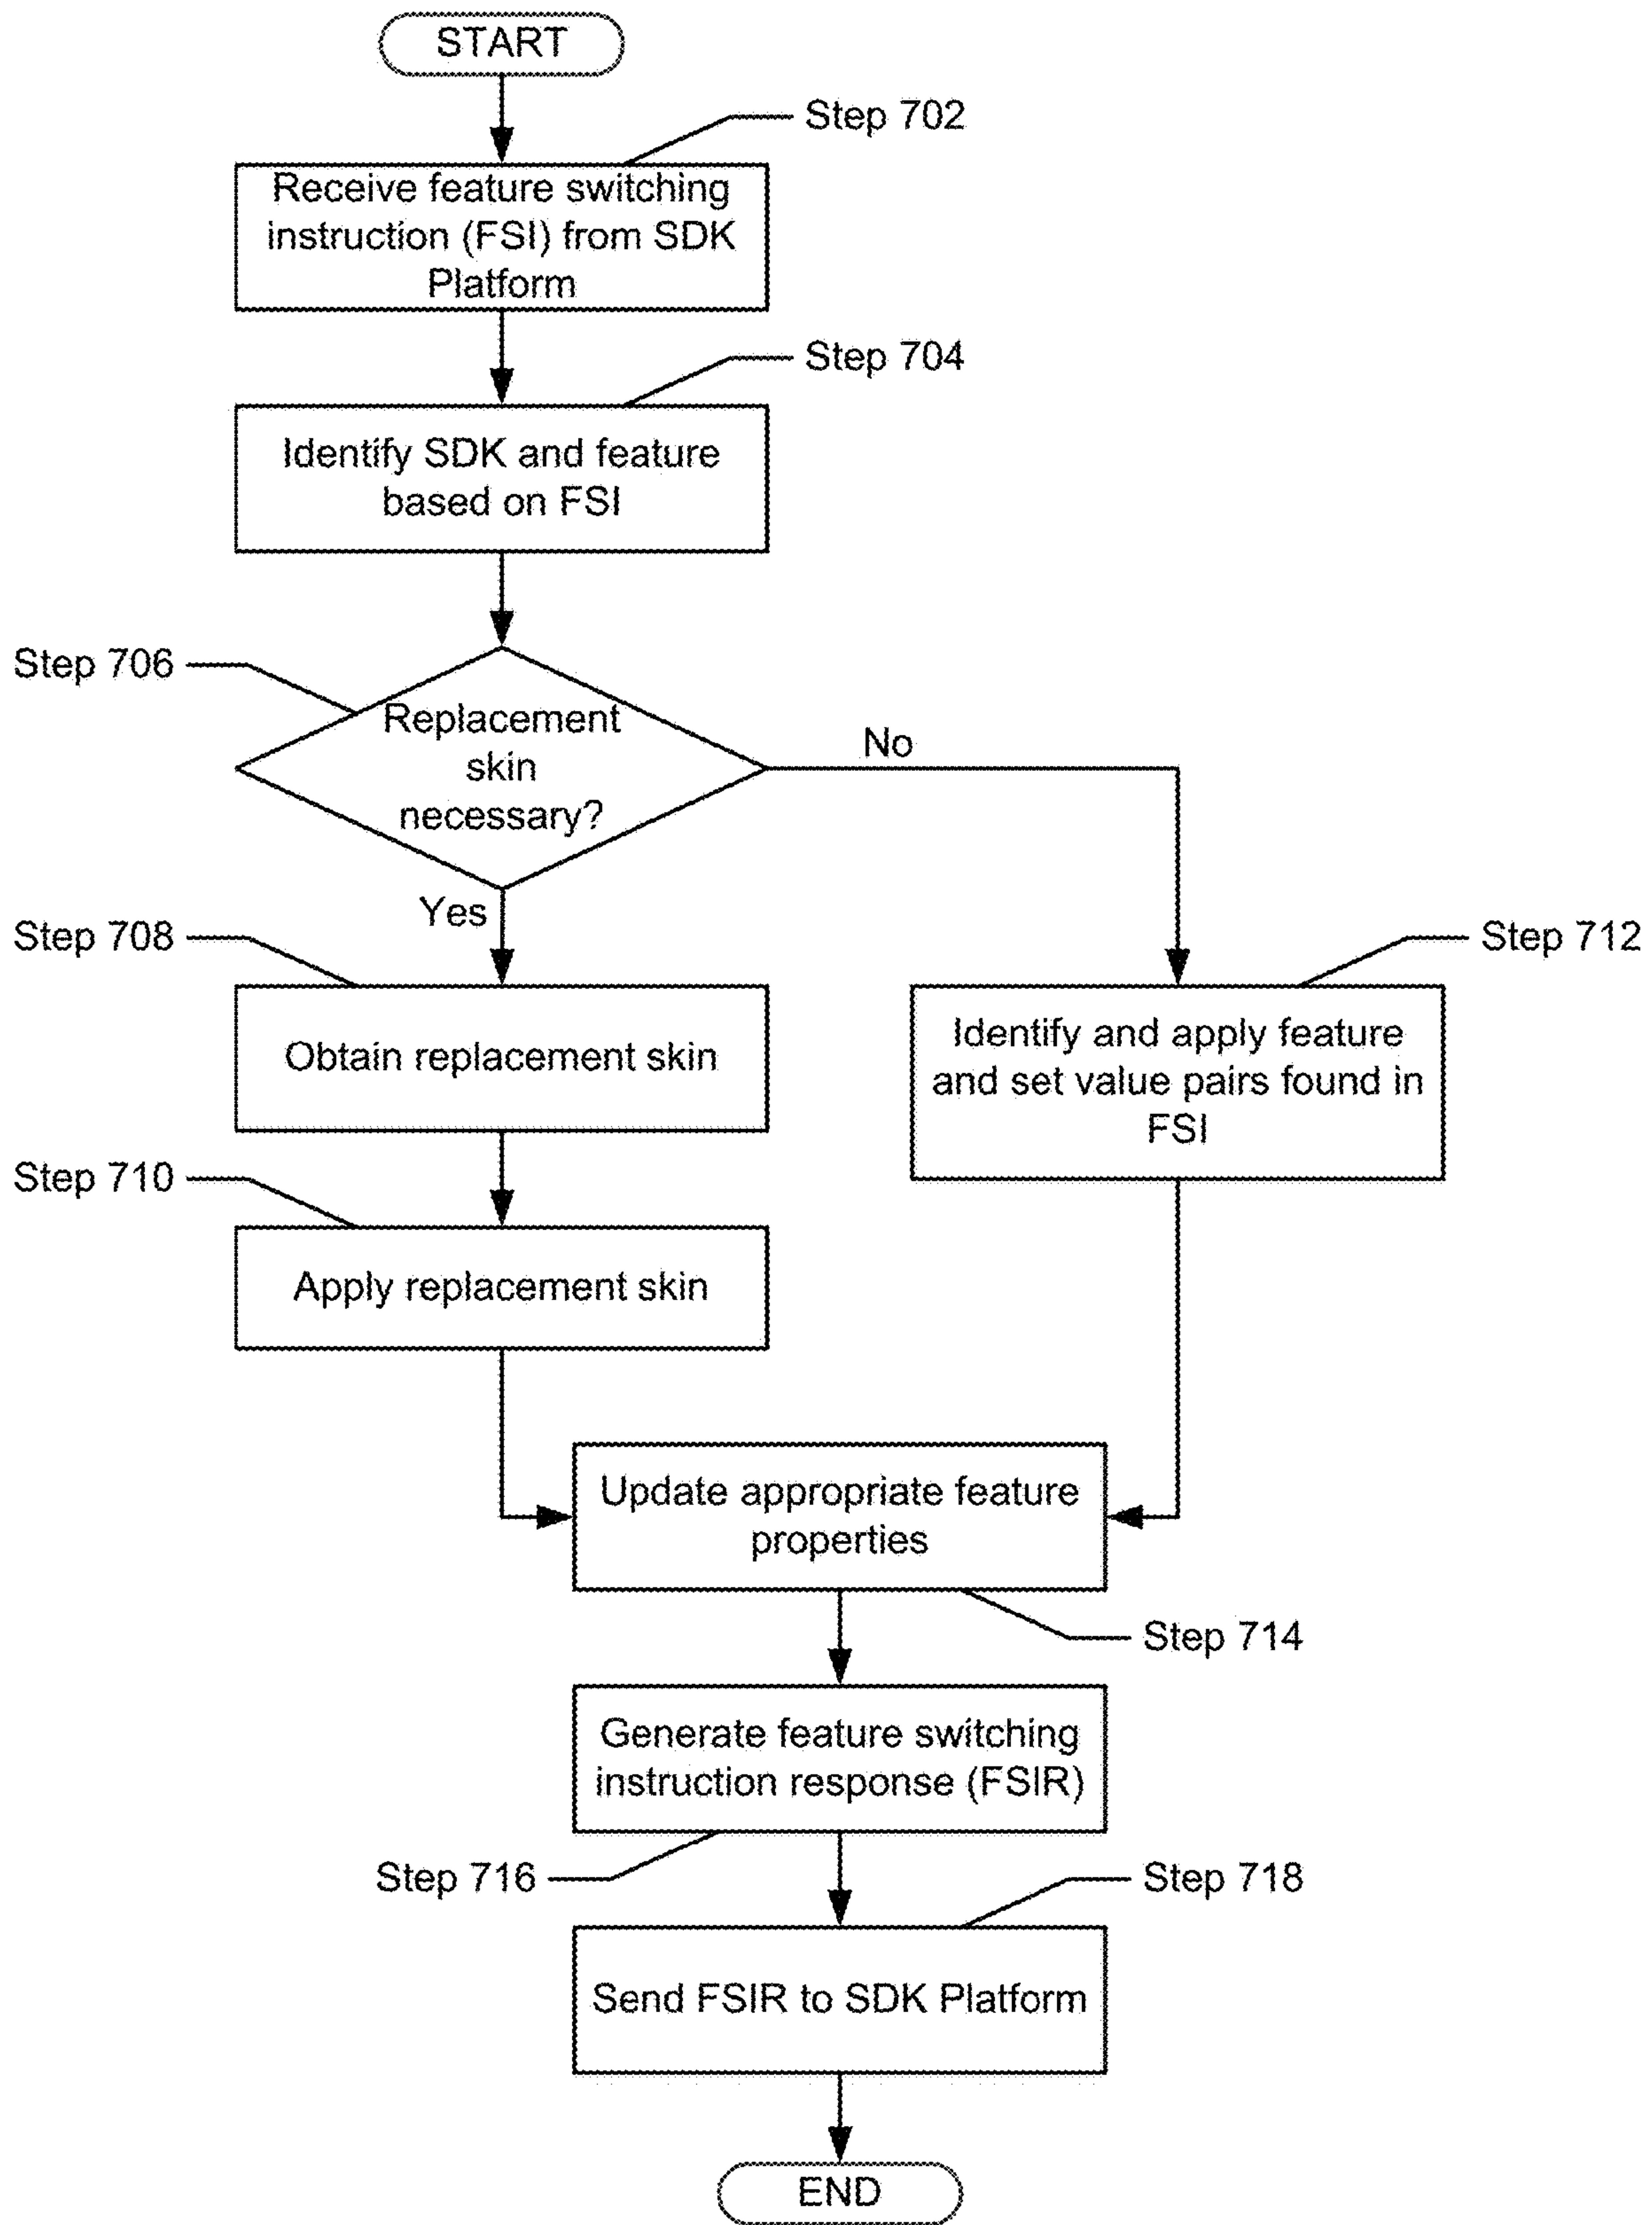 START
Step 702
Receive feature switching
instruction (FSI) from SDK
Platform
Step 704
Identify SDK and feature
based on FSI
Step 706
Replacement
skin
necessary?
No
Yes
Step 708
Obtain replacement skin
Step 712
Identify and apply feature
and set value pairs found in
FSI
Step 710
Apply replacement skin
Update appropriate feature
properties
Step 714
Generate feature switching
instruction response (FSIR)
Step 716
Step 718
Send FSIR to SDK Platform
END